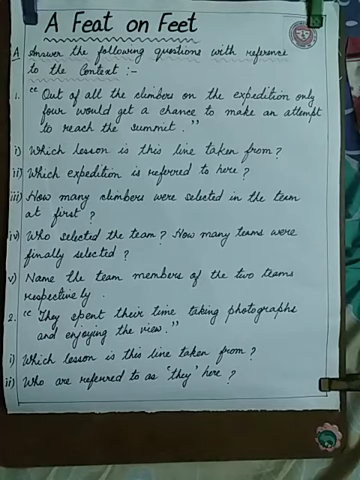 A Feat on Feet
A Answer the following questions with reference
to the Context :-
1. "Out of all the climbers on the expedition only
four would get a chance to make an attempt
to reach the summit."
i) Which lesson is this line taken from?
ii) Which expedition is referred to here?
iii) How many climbers were selected in the team
at first?
iv) Who selected the team? How many teams were
finally selected?
v) Name the team members of the two teams
respectively.
2. "They spent their time taking photographs
and enjoying the view."
i) Which lesson is this line taken from?
ii) Who are referred to as 'they' here?